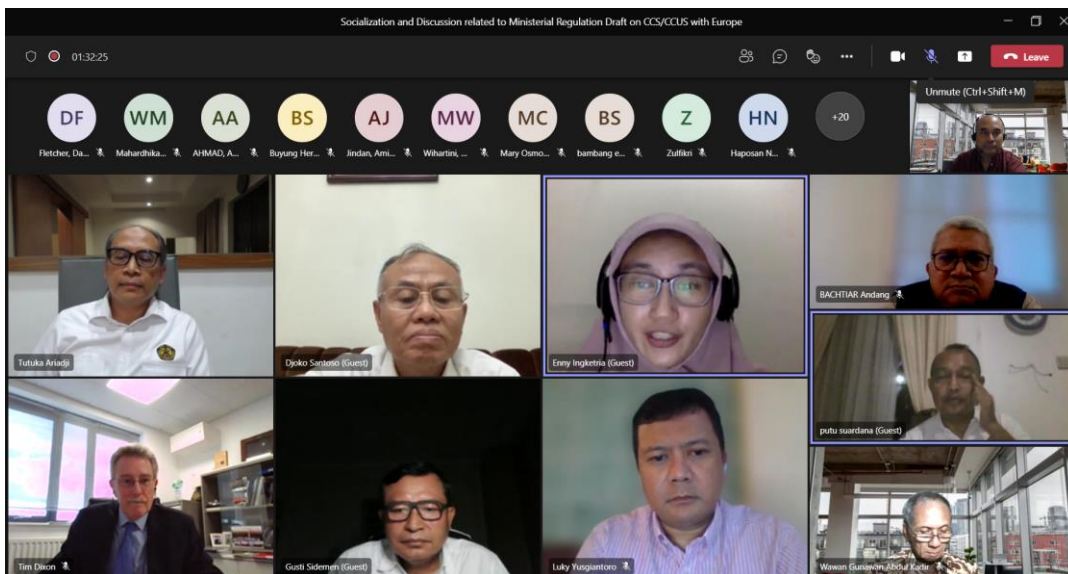 Socialization and Discussion related to Ministerial Regulation Draft on CCS/CCUS with Europe
01:32:25
Leave
Unmute (Ctrl+Shift+M)
DF
WM
AA
BS
AJ
MW
MC
BS
Z
HN
+20
Fletcher, Da...
Mahardhika...
AHMAD, A...
Buyung Her...
Jindan, Ami...
Wihartini, ...
Mary Osmo...
bambang e...
Zulfikri
Haposan N...
Tutuka Ariadji
Djoko Santoso (Guest)
Enny Ingketria (Guest)
BACHTIAR Andang
putu suardana (Guest)
Tim Dixon
Gusti Sidemen (Guest)
Luky Yusgiantoro
Wawan Gunawan Abdul Kadir